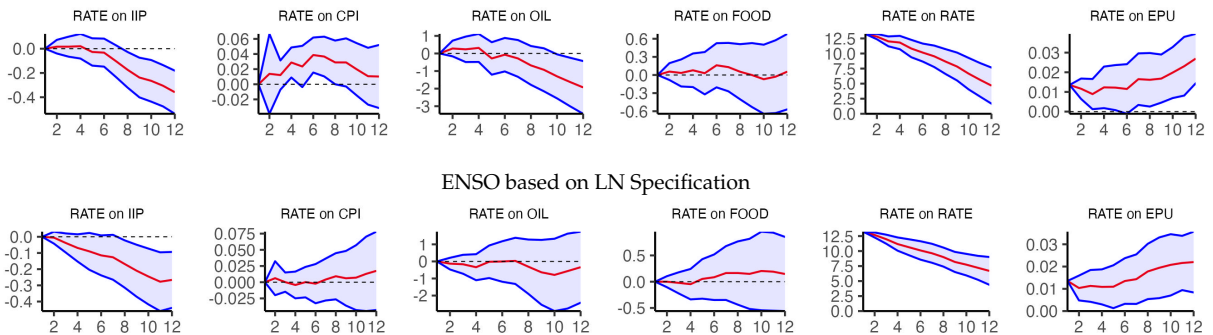 RATE on IIP RATE on CPI RATE on OIL RATE on FOOD RATE on RATE RATE on EPU
0.0 -0.2 -0.4 0.06 0.04 0.02 0.00 -0.02 1 0 -1 -2 -3 0.6 0.3 0.0 -0.3 -0.6 12.5 10.0 7.5 5.0 2.5 0.0 0.03 0.02 0.01 0.00
2 4 6 8 10 12 2 4 6 8 10 12 2 4 6 8 10 12 2 4 6 8 10 12 2 4 6 8 10 12 2 4 6 8 10 12
ENSO based on LN Specification
RATE on IIP RATE on CPI RATE on OIL RATE on FOOD RATE on RATE RATE on EPU
0.0 -0.1 -0.2 -0.3 -0.4 0.075 0.050 0.025 0.000 -0.025 1 0 -1 -2 0.5 0.0 -0.5 12.5 10.0 7.5 5.0 2.5 0.0 0.03 0.02 0.01 0.00
2 4 6 8 10 12 2 4 6 8 10 12 2 4 6 8 10 12 2 4 6 8 10 12 2 4 6 8 10 12 2 4 6 8 10 12